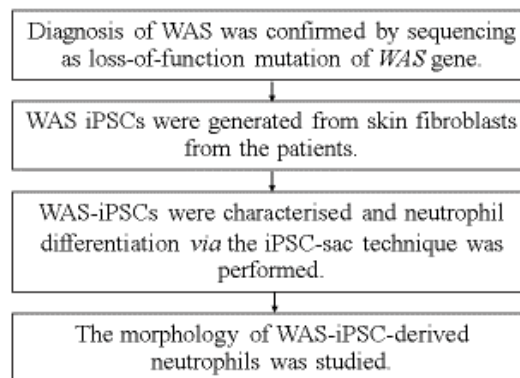 Diagnosis of WAS was confirmed by sequencing
as loss-of-function mutation of WAS gene.
WAS iPSCs were generated from skin fibroblasts
from the patients.
WAS-iPSCs were characterised and neutrophil
differentiation via the iPSC-sac technique was
performed.
The morphology of WAS-iPSC-derived
neutrophils was studied.